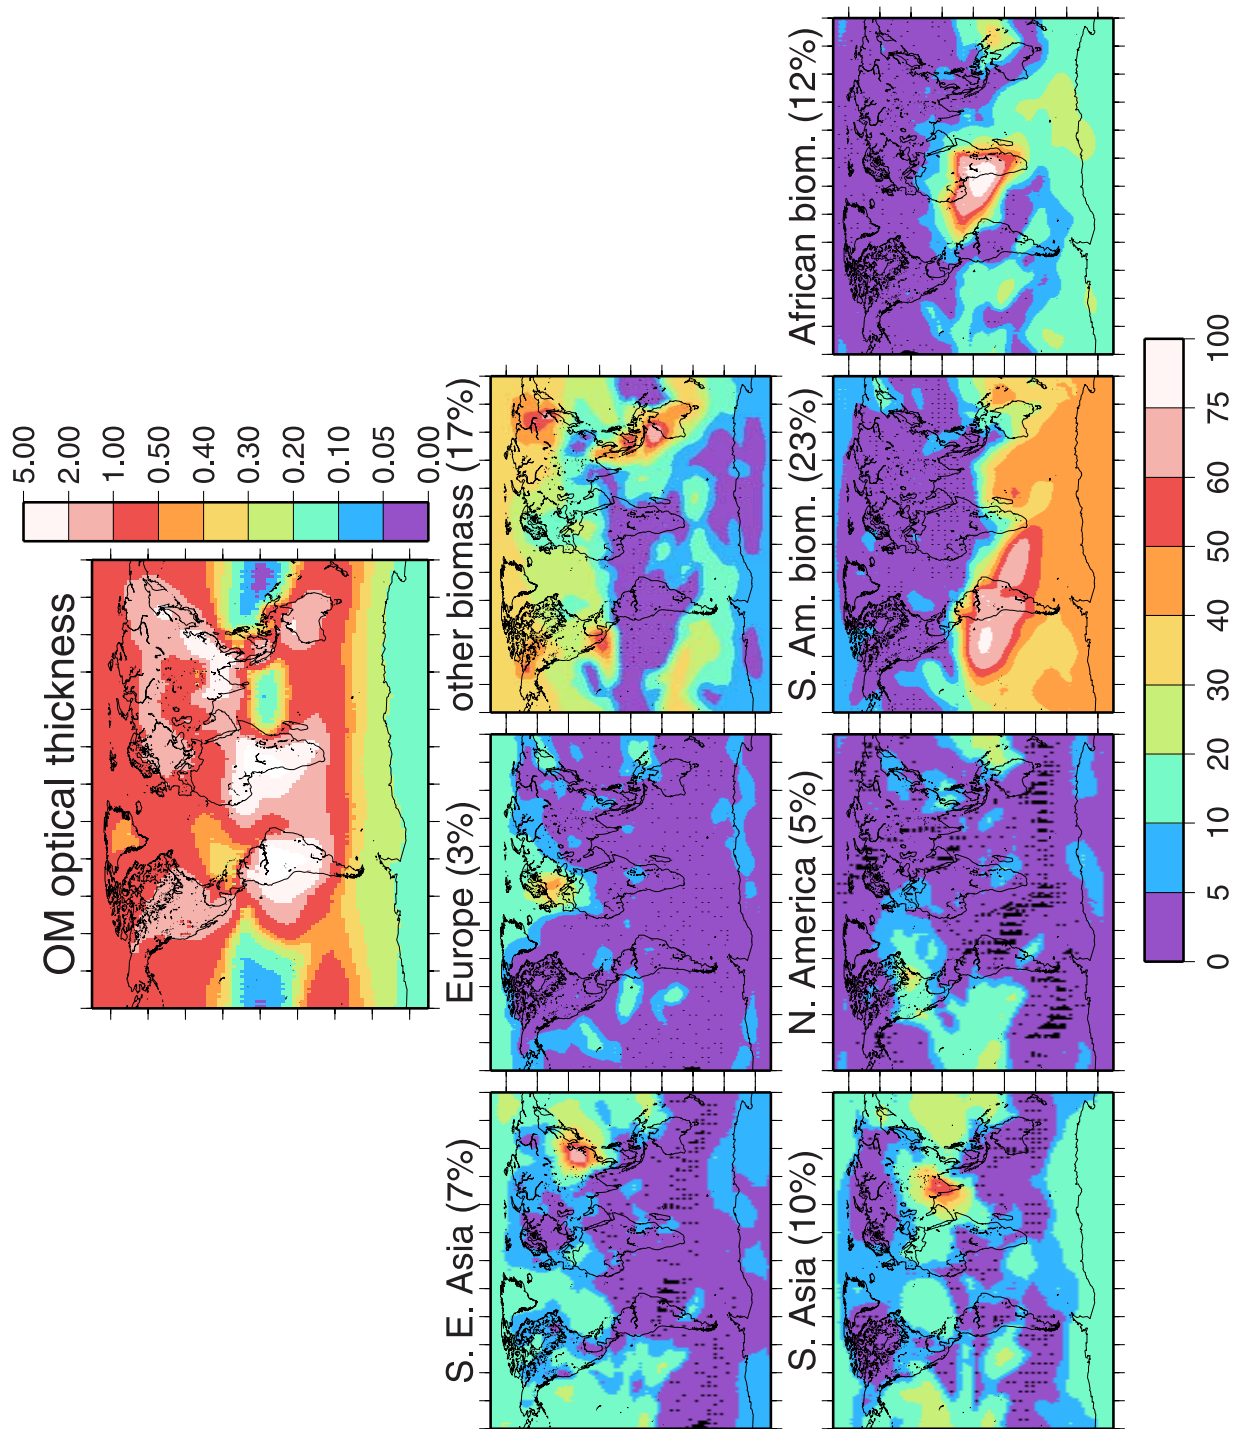 OM optical thickness
5.00
2.00
1.00
0.50
0.40
0.30
0.20
0.10
0.05
0.00
S. E. Asia (7%)
Europe (3%)
other biomass (17%)
S. Asia (10%)
N. America (5%)
S. Am. biom. (23%)
African biom. (12%)
0 5 10 20 30 40 50 60 75 100